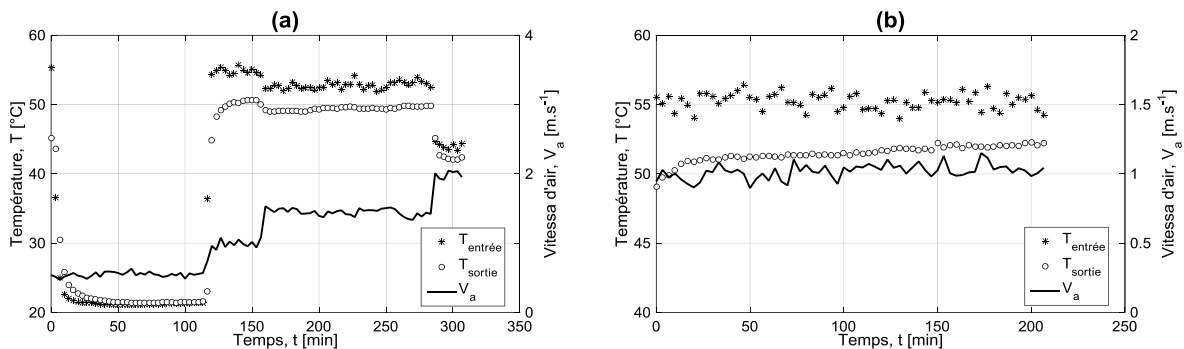 (a)
60
50
40
30
20
Température, T [°C]
4
3
2
1
0
Vitessa d'air, V_a [m.s⁻¹]
T_entrée
T_sortie
V_a
0 50 100 150 200 250 300 350
Temps, t [min]
(b)
60
55
50
45
40
Température, T [°C]
2
1.5
1
0.5
0
Vitessa d'air, V_a [m.s⁻¹]
T_entrée
T_sortie
V_a
0 50 100 150 200 250
Temps, t [min]